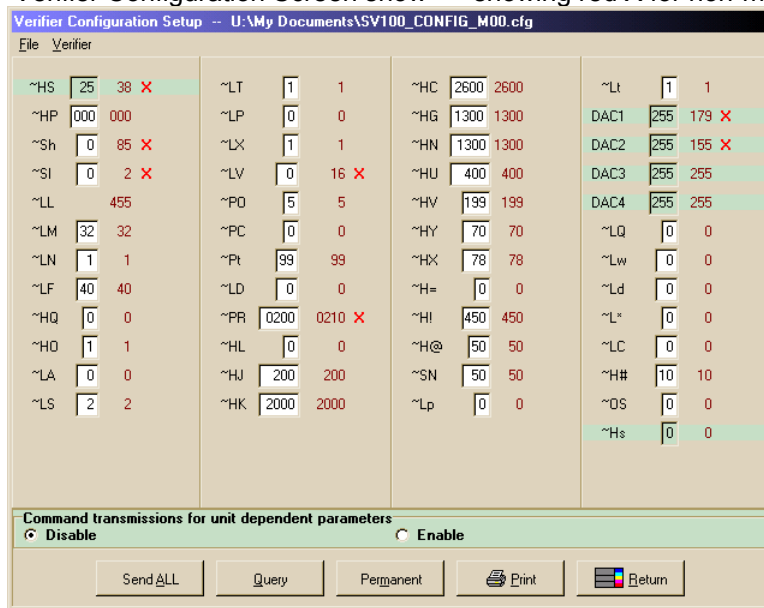 Verifier Configuration Screen showing red X for
Verifier Configuration Setup -- U:\My Documents\SV100_CONFIG_M00.cfg
File Verifier
~HS 25 38 X ~LT 1 1 ~HC 2600 2600 ~Lt 1 1
~HP 000 000 ~LP 0 0 ~HG 1300 1300 DAC1 255 179 X
~Sh 0 85 X ~LX 1 1 ~HN 1300 1300 DAC2 255 155 X
~Sl 0 2 X ~LV 0 16 X ~HU 400 400 DAC3 255 255
~LL 455 ~PO 5 5 ~HV 199 199 DAC4 255 255
~LM 32 32 ~PC 0 0 ~HY 70 70 ~LQ 0 0
~LN 1 1 ~Pt 99 99 ~HX 78 78 ~Lw 0 0
~LF 40 40 ~LD 0 0 ~H= 0 0 ~Ld 0 0
~HQ 0 0 ~PR 0200 0210 X ~H! 450 450 ~L* 0 0
~HO 1 1 ~HL 0 0 ~H@ 50 50 ~LC 0 0
~LA 0 0 ~HJ 200 200 ~SN 50 50 ~H# 10 10
~LS 2 2 ~HK 2000 2000 ~Lp 0 0 ~OS 0 0
~Hs 0 0
Command transmissions for unit dependent parameters
Disable Enable
Send ALL Query Permanent Print Return